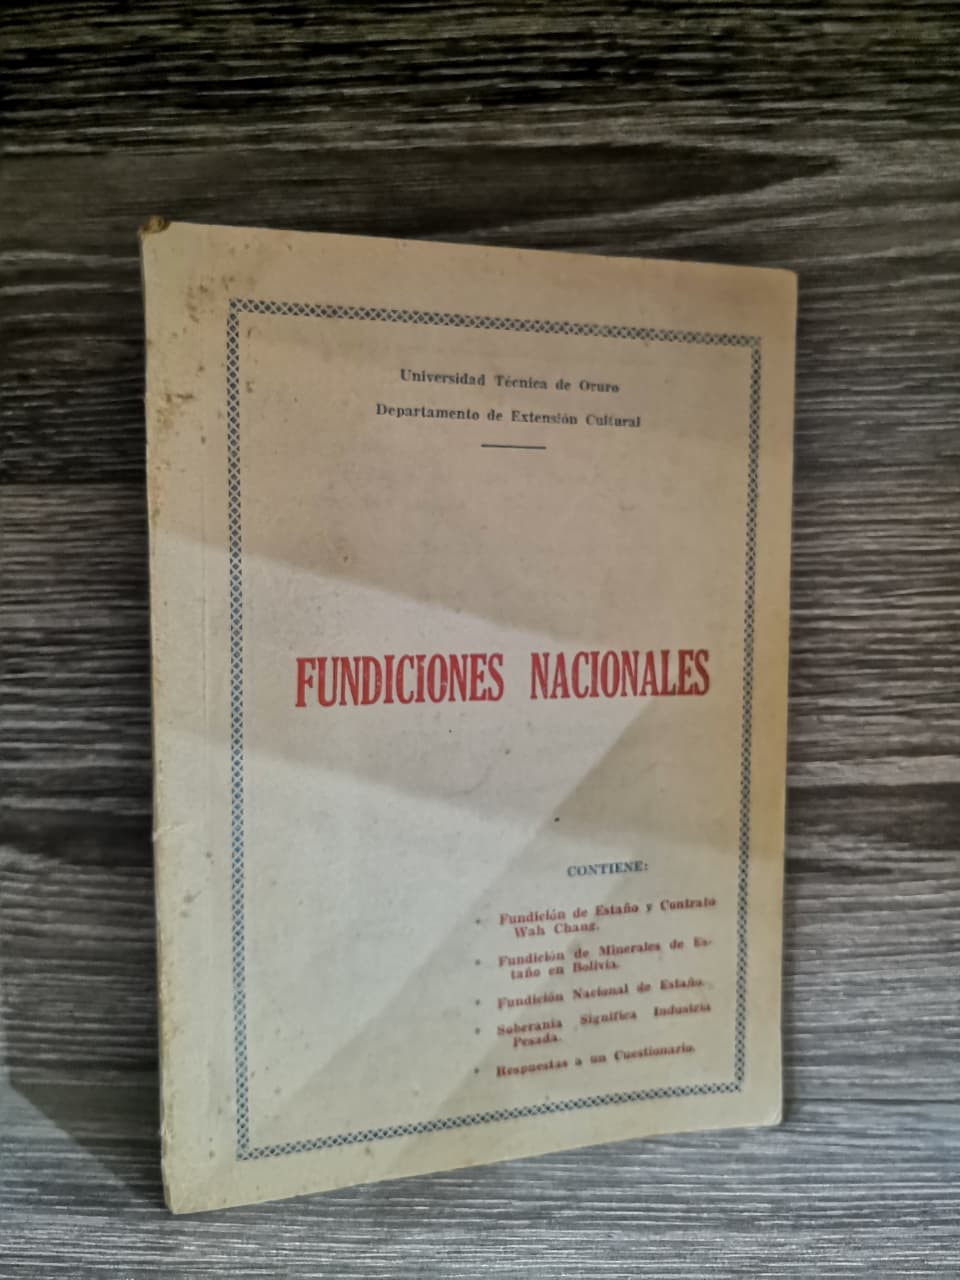 Universidad Técnica de Oruro
Departamento de Extensión Cultural
FUNDICIONES NACIONALES
CONTIENE:
* Fundición de Estaño y Contrato
Wah Chang.
* Fundición de Minerales de Es-
taño en Bolivia.
* Fundición Nacional de Estaño.
* Soberanía Significa Industria
Pesada.
* Respuestas a un Cuestionario.